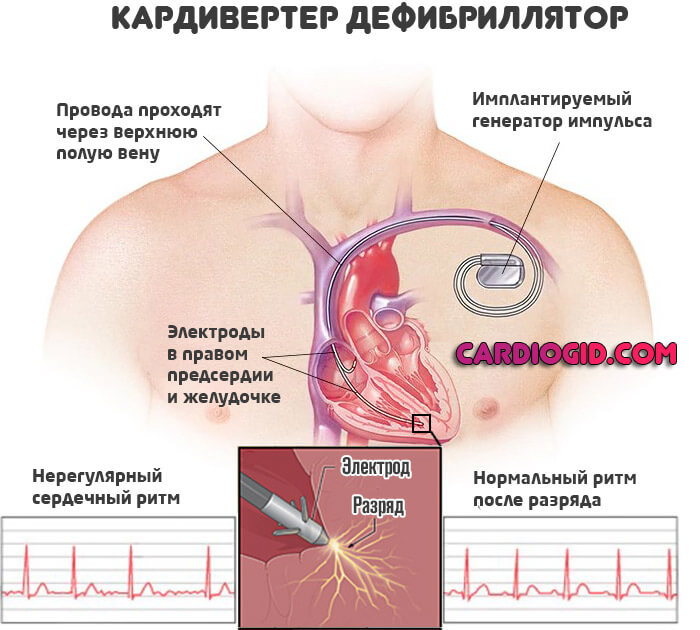 КАРДИВЕРТЕР ДЕФИБРИЛЛЯТОР
Провода проходят
через верхнюю
полую вену
Имплантируемый
генератор импульса
Электроды
в правом
предсердии
и желудочке
CARDIOGID.COM
Нерегулярный
сердечный ритм
Электрод
Разряд
Нормальный ритм
после разряда